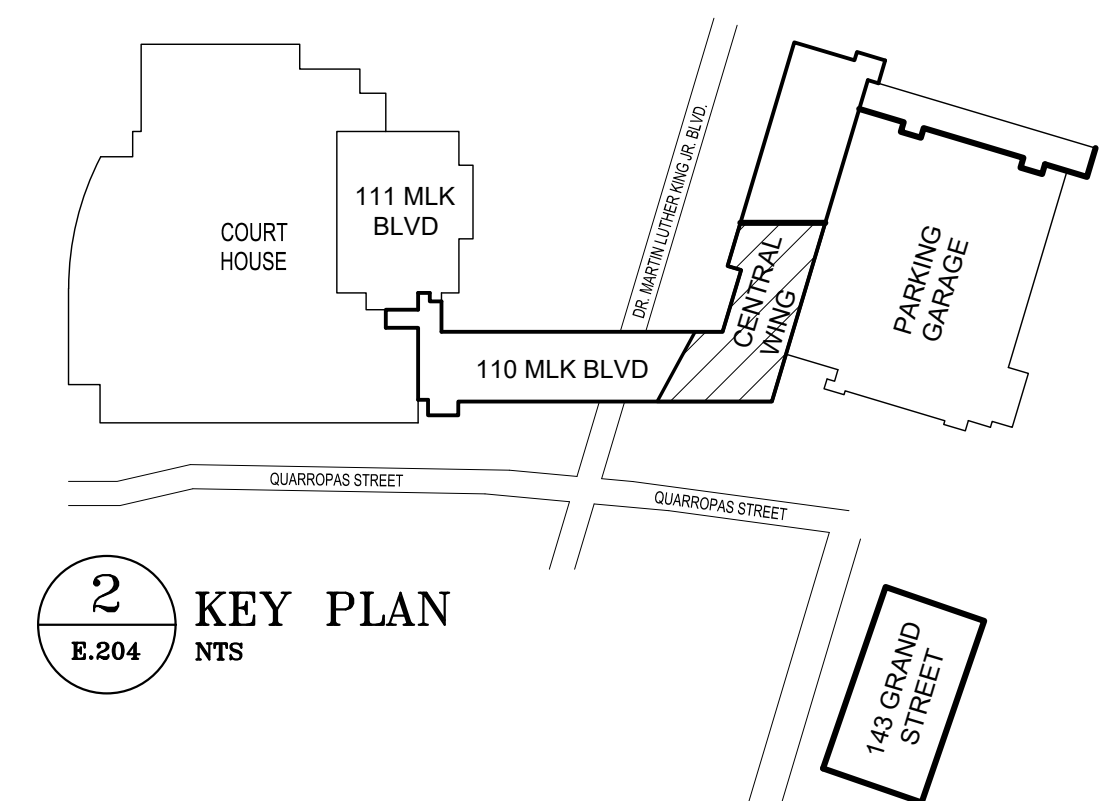 DR. MARTIN LUTHER KING JR. BLVD.
111 MLK
BLVD
COURT
HOUSE
CENTRAL
WING
PARKING
GARAGE
110 MLK BLVD
QUARROPAS STREET
QUARROPAS STREET
2
E.204
KEY PLAN
NTS
143 GRAND
STREET